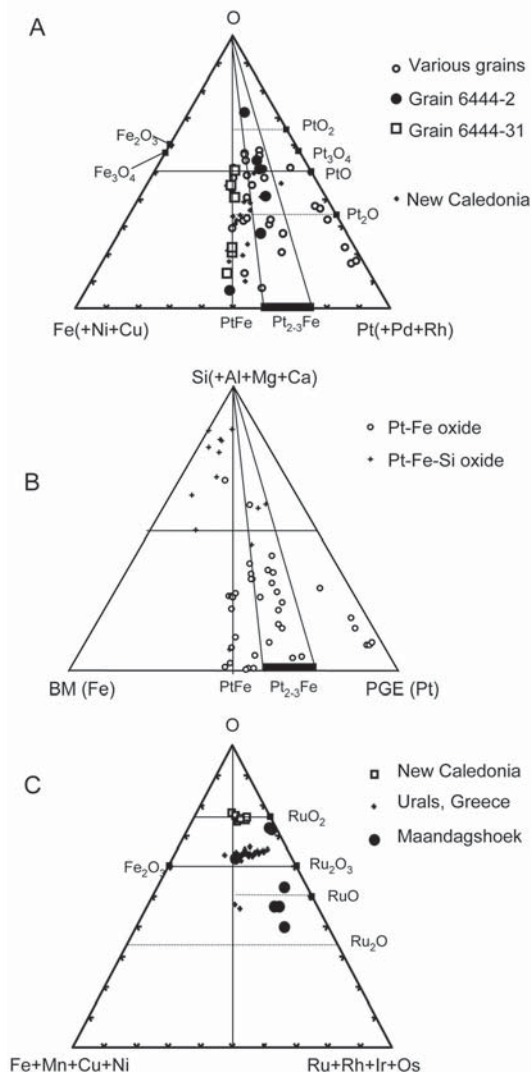 A
O
Various grains
Grain 6444-2
Grain 6444-31
New Caledonia
PtO₂
Pt₃O₄
PtO
Pt₂O
Fe₂O₃
Fe₃O₄
Fe(+Ni+Cu)
PtFe
Pt₂₋₃Fe
Pt(+Pd+Rh)
Si(+Al+Mg+Ca)
B
Pt-Fe oxide
Pt-Fe-Si oxide
BM (Fe)
PtFe
Pt₂₋₃Fe
PGE (Pt)
C
O
New Caledonia
Urals, Greece
Maandagshoek
RuO₂
Fe₂O₃
Ru₂O₃
RuO
Ru₂O
Fe+Mn+Cu+Ni
Ru+Rh+Ir+Os